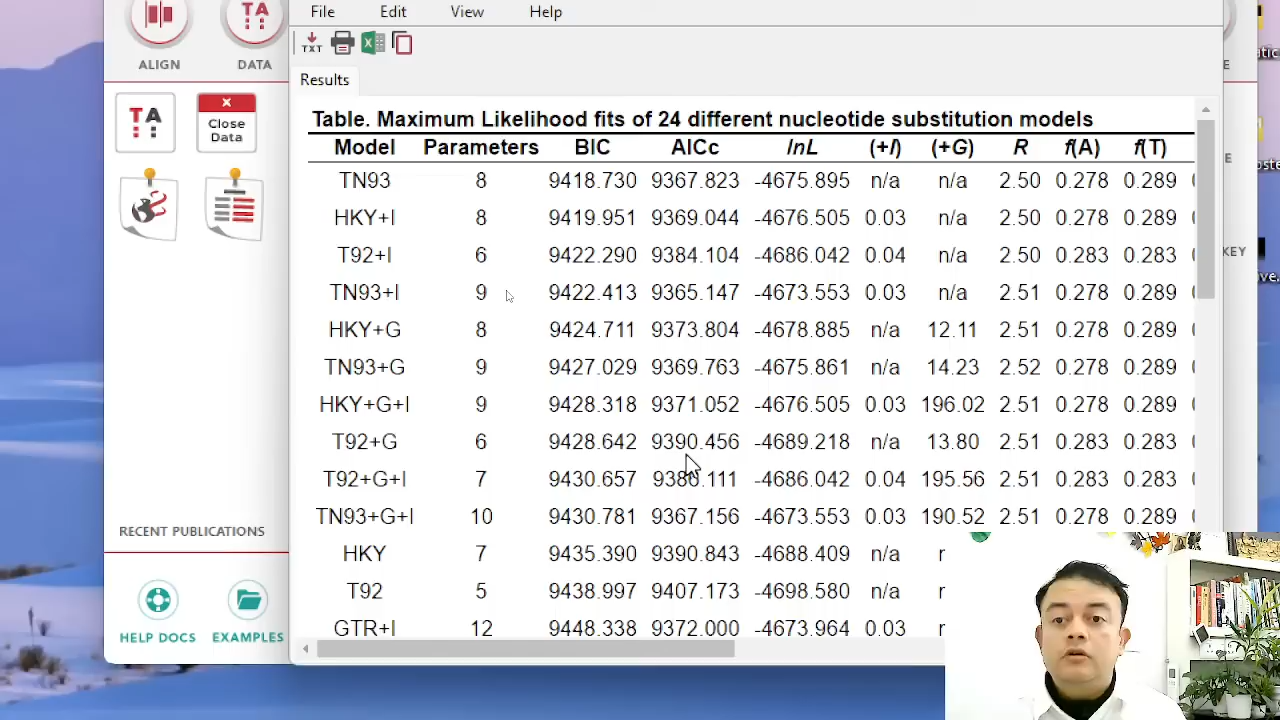 File Edit View Help
TXT
ALIGN DATA
Results
TA
Close
Data
Table. Maximum Likelihood fits of 24 different nucleotide substitution models
Model Parameters BIC AICc lnL (+I) (+G) R f(A) f(T)
TN93 8 9418.730 9367.823 -4675.895 n/a n/a 2.50 0.278 0.289
HKY+I 8 9419.951 9369.044 -4676.505 0.03 n/a 2.50 0.278 0.289
T92+I 6 9422.290 9384.104 -4686.042 0.04 n/a 2.50 0.283 0.283
KEY
TN93+I 9 9422.413 9365.147 -4673.553 0.03 n/a 2.51 0.278 0.289
HKY+G 8 9424.711 9373.804 -4678.885 n/a 12.11 2.51 0.278 0.289
TN93+G 9 9427.029 9369.763 -4675.861 n/a 14.23 2.52 0.278 0.289
HKY+G+I 9 9428.318 9371.052 -4676.505 0.03 196.02 2.51 0.278 0.289
T92+G 6 9428.642 9390.456 -4689.218 n/a 13.80 2.51 0.283 0.283
T92+G+I 7 9430.657 9386.111 -4686.042 0.04 195.56 2.51 0.283 0.283
TN93+G+I 10 9430.781 9367.156 -4673.553 0.03 190.52 2.51 0.278 0.289
RECENT PUBLICATIONS
HKY 7 9435.390 9390.843 -4688.409 n/a
T92 5 9438.997 9407.173 -4698.580 n/a
GTR+I 12 9448.338 9372.000 -4673.964 0.03
HELP DOCS EXAMPLES